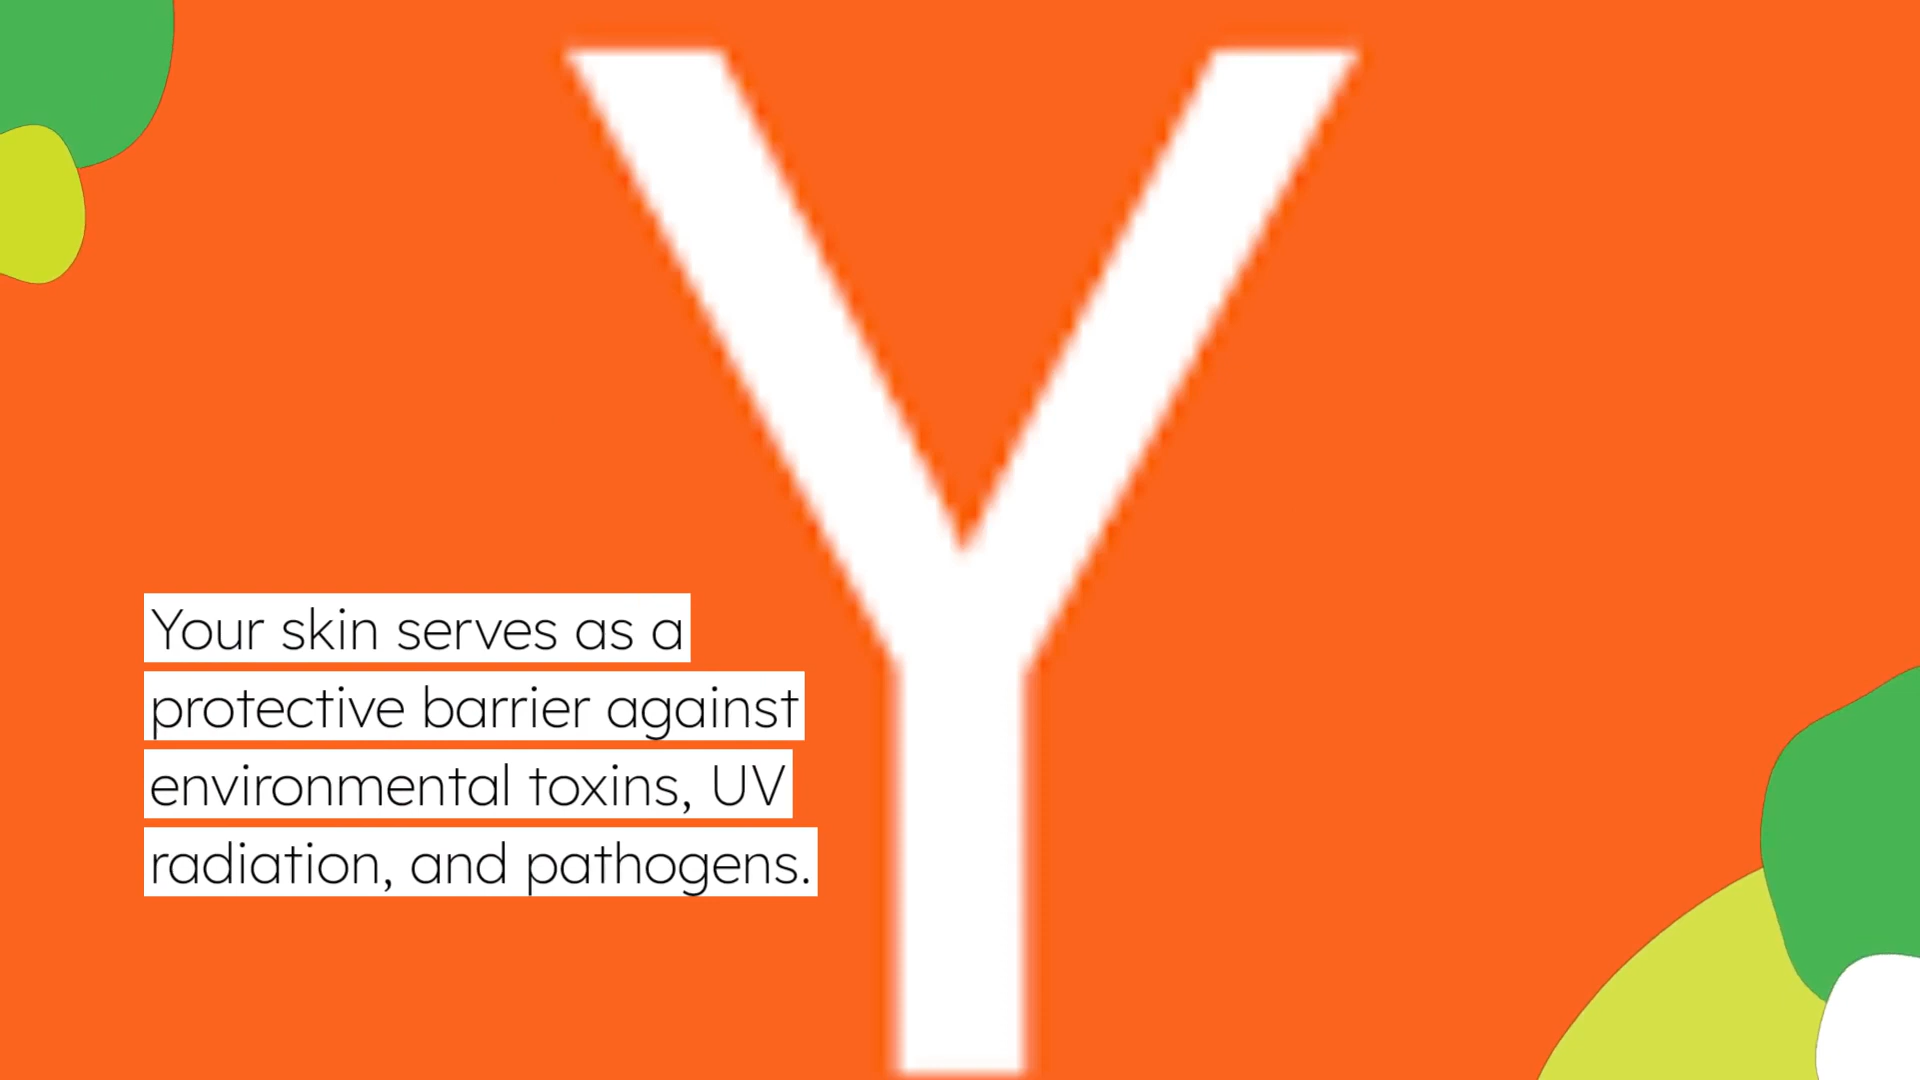 Y
Your skin serves as a
protective barrier against
environmental toxins, UV
radiation, and pathogens.